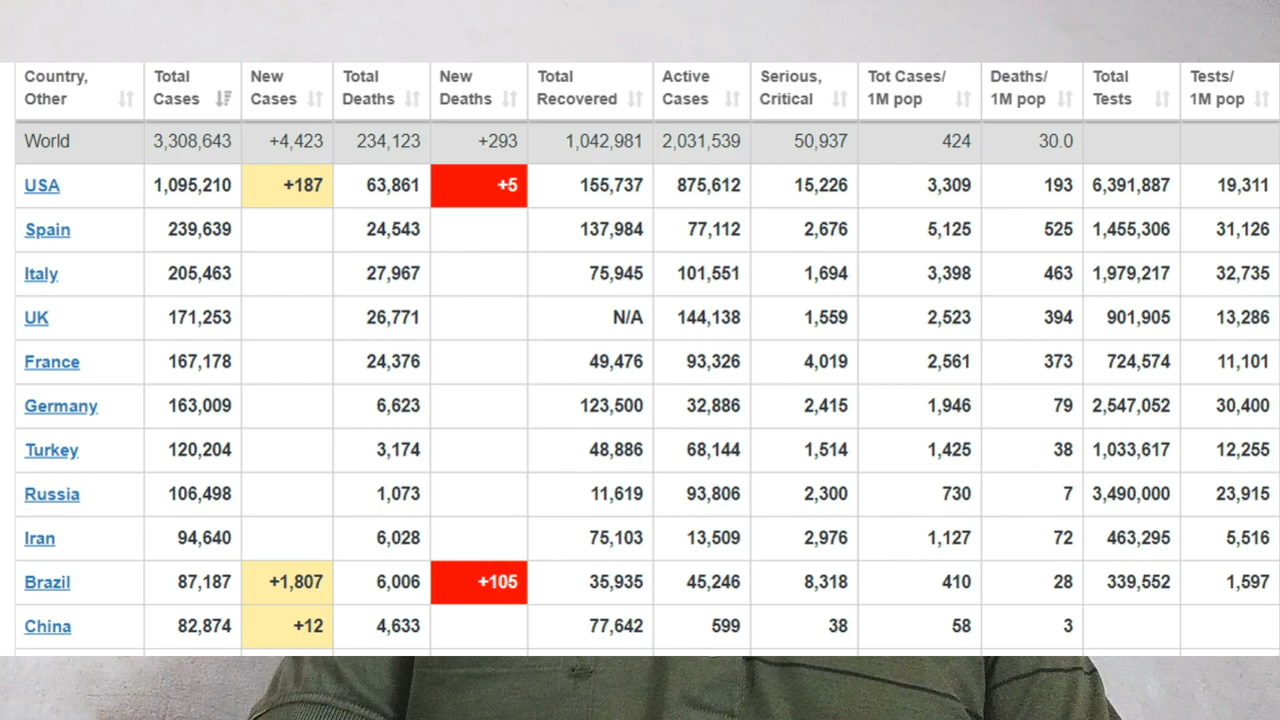 Country, Other Total Cases New Cases Total Deaths New Deaths Total Recovered Active Cases Serious, Critical Tot Cases/ 1M pop Deaths/ 1M pop Total Tests Tests/ 1M pop
World 3,308,643 +4,423 234,123 +293 1,042,981 2,031,539 50,937 424 30.0
USA 1,095,210 +187 63,861 +5 155,737 875,612 15,226 3,309 193 6,391,887 19,311
Spain 239,639 24,543 137,984 77,112 2,676 5,125 525 1,455,306 31,126
Italy 205,463 27,967 75,945 101,551 1,694 3,398 463 1,979,217 32,735
UK 171,253 26,771 N/A 144,138 1,559 2,523 394 901,905 13,286
France 167,178 24,376 49,476 93,326 4,019 2,561 373 724,574 11,101
Germany 163,009 6,623 123,500 32,886 2,415 1,946 79 2,547,052 30,400
Turkey 120,204 3,174 48,886 68,144 1,514 1,425 38 1,033,617 12,255
Russia 106,498 1,073 11,619 93,806 2,300 730 7 3,490,000 23,915
Iran 94,640 6,028 75,103 13,509 2,976 1,127 72 463,295 5,516
Brazil 87,187 +1,807 6,006 +105 35,935 45,246 8,318 410 28 339,552 1,597
China 82,874 +12 4,633 77,642 599 38 58 3